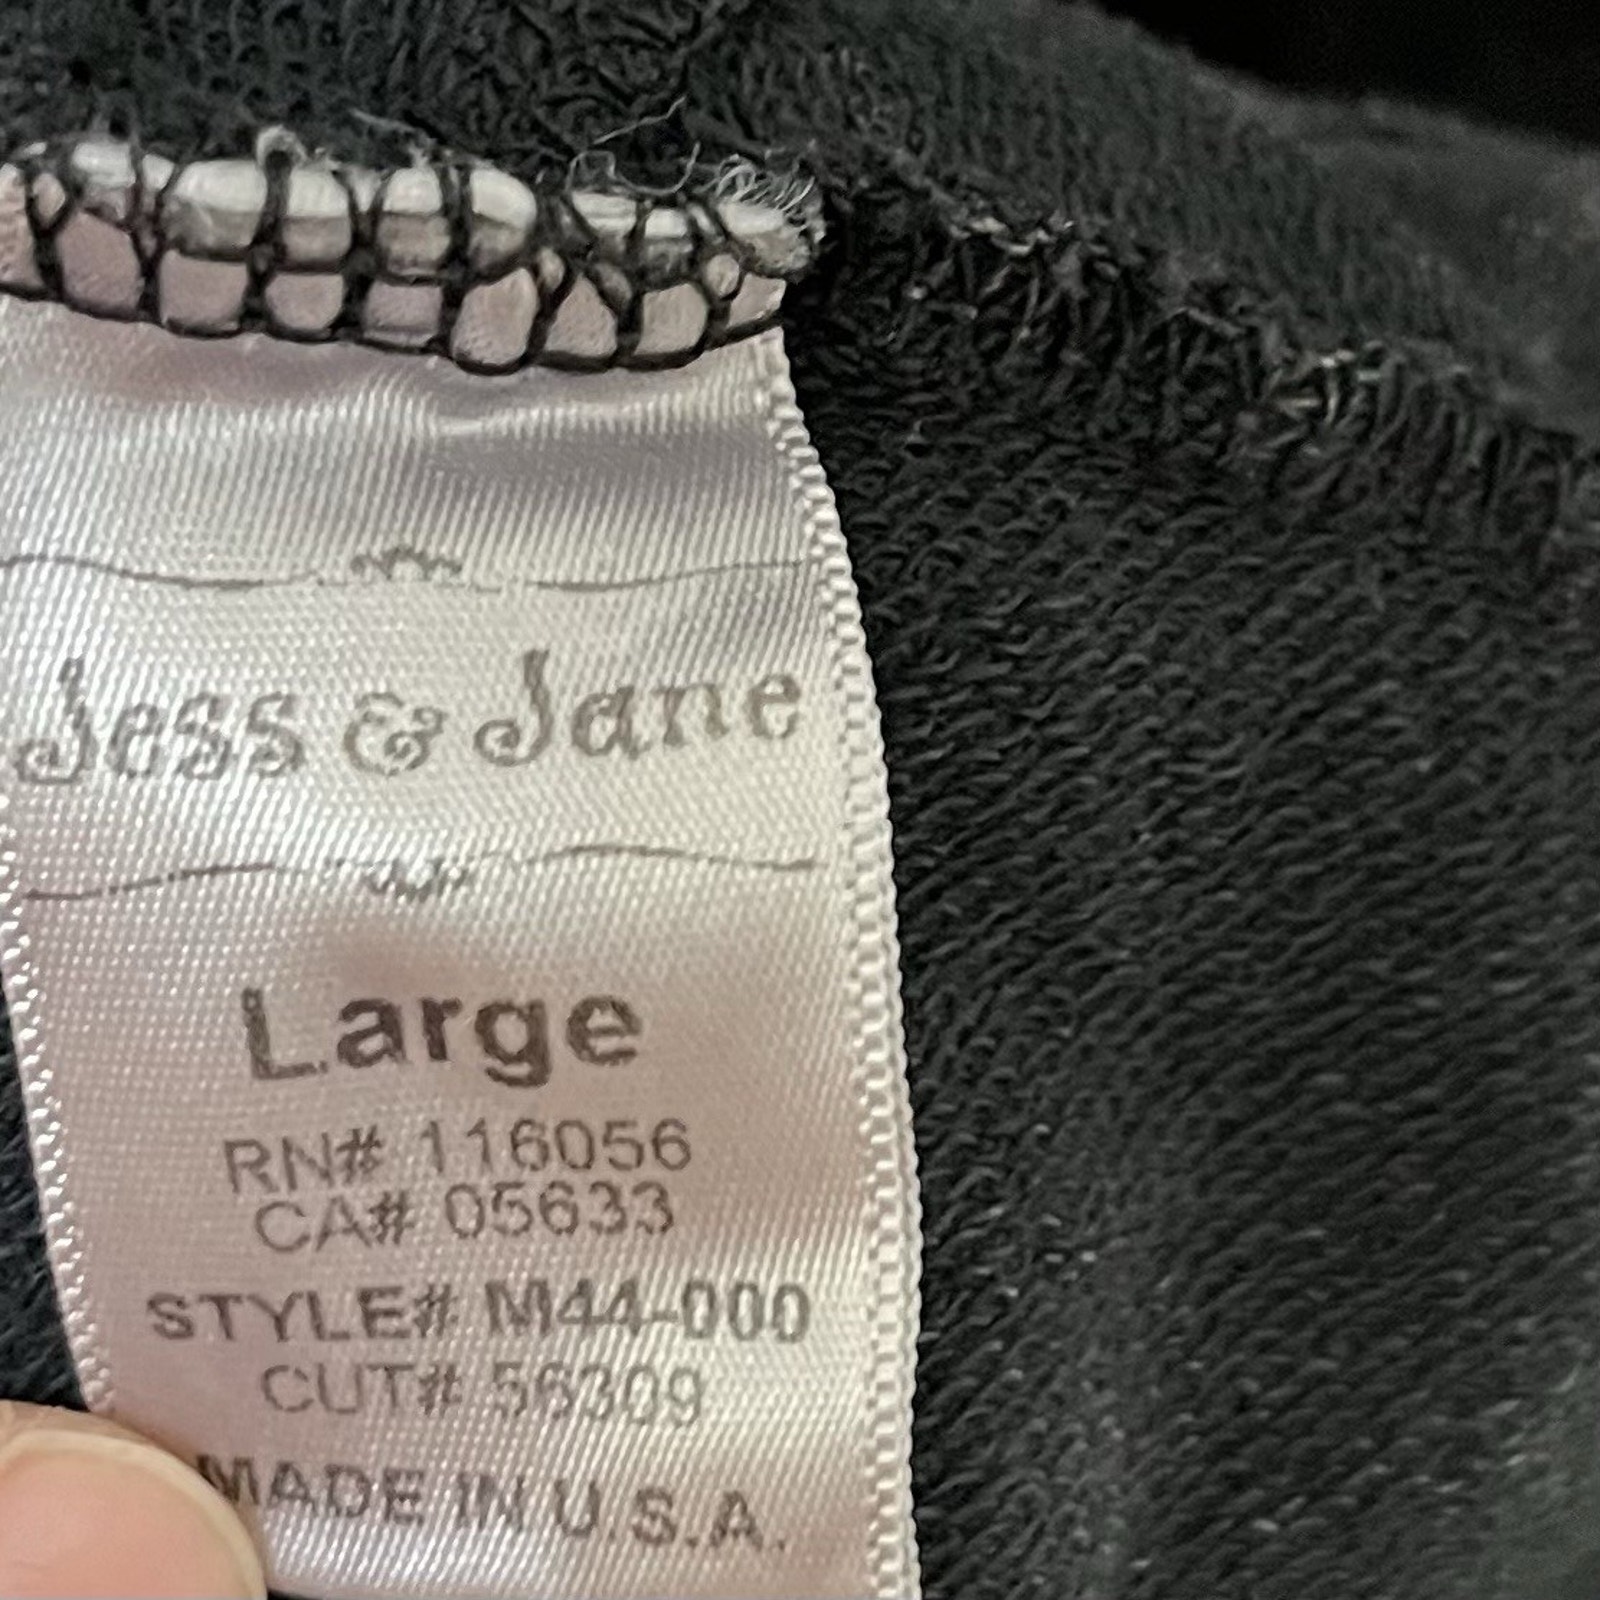 Jess & Jane
Large
RN# 116056
CA# 05633
STYLE# M44-000
CUT# 56309
MADE IN U.S.A.